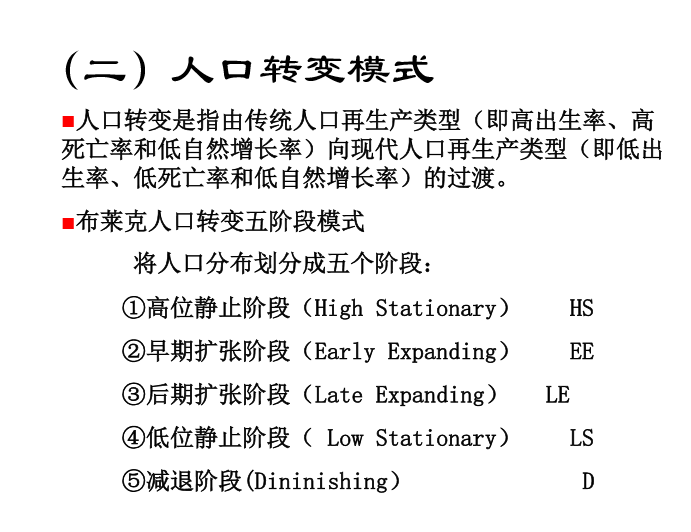 （二）人口转变模式
■人口转变是指由传统人口再生产类型（即高出生率、高
死亡率和低自然增长率）向现代人口再生产类型（即低出
生率、低死亡率和低自然增长率）的过渡。
■布莱克人口转变五阶段模式
将人口分布划分成五个阶段：
①高位静止阶段（High Stationary） HS
②早期扩张阶段（Early Expanding） EE
③后期扩张阶段（Late Expanding） LE
④低位静止阶段（ Low Stationary） LS
⑤减退阶段(Dininishing） D